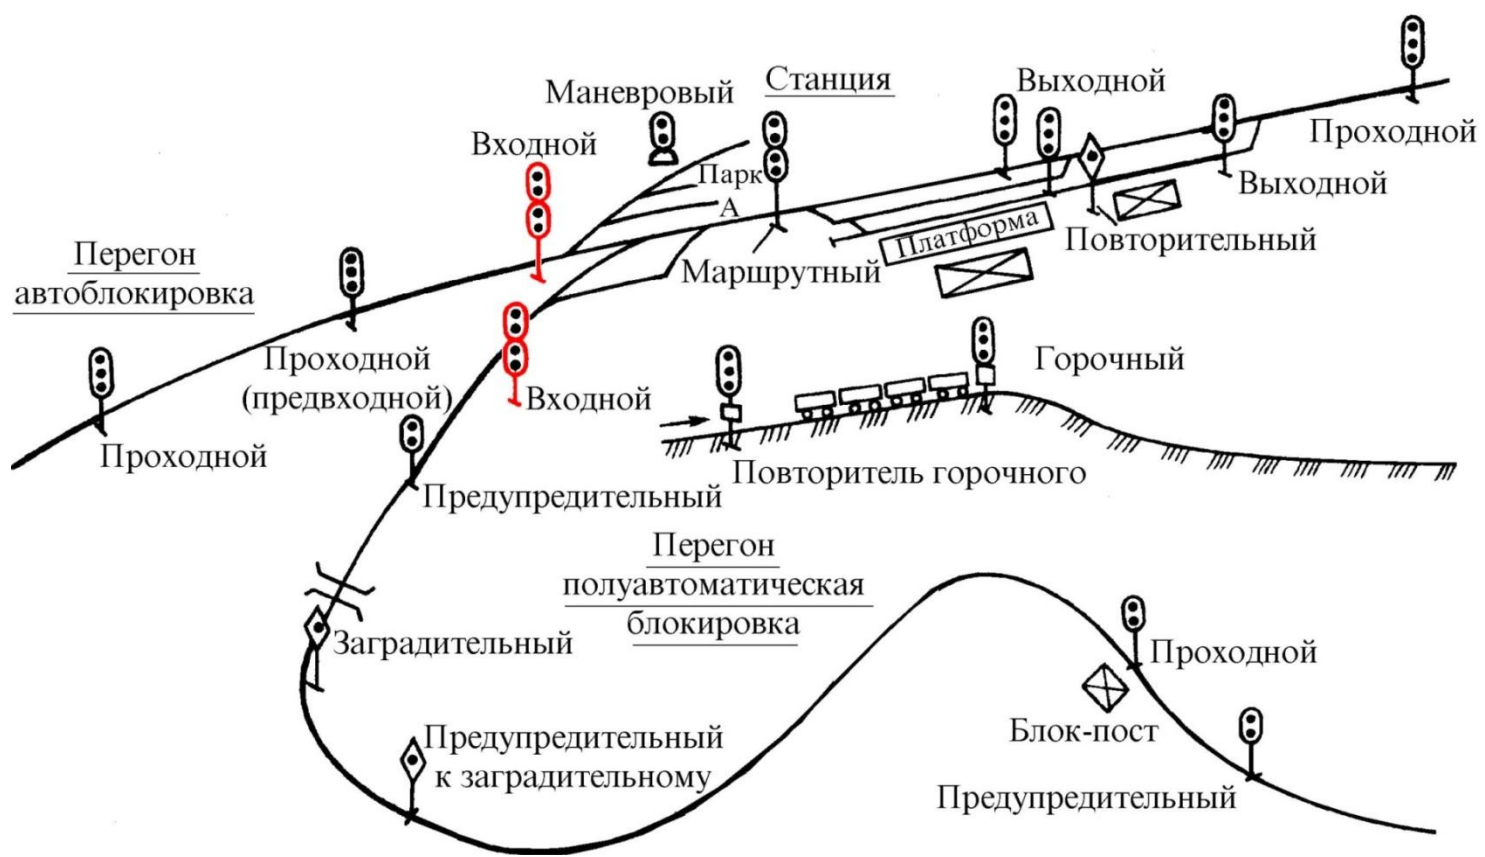 Маневровый
Станция
Выходной
Входной
Проходной
Парк
А
Выходной
Платформа
Повторительный
Маршрутный
Перегон
автоблокировка
Проходной
(предвходной)
Входной
Горочный
Проходной
Повторитель горочного
Предупредительный
Перегон
полуавтоматическая
блокировка
Заградительный
Проходной
Блок-пост
Предупредительный
к заградительному
Предупредительный